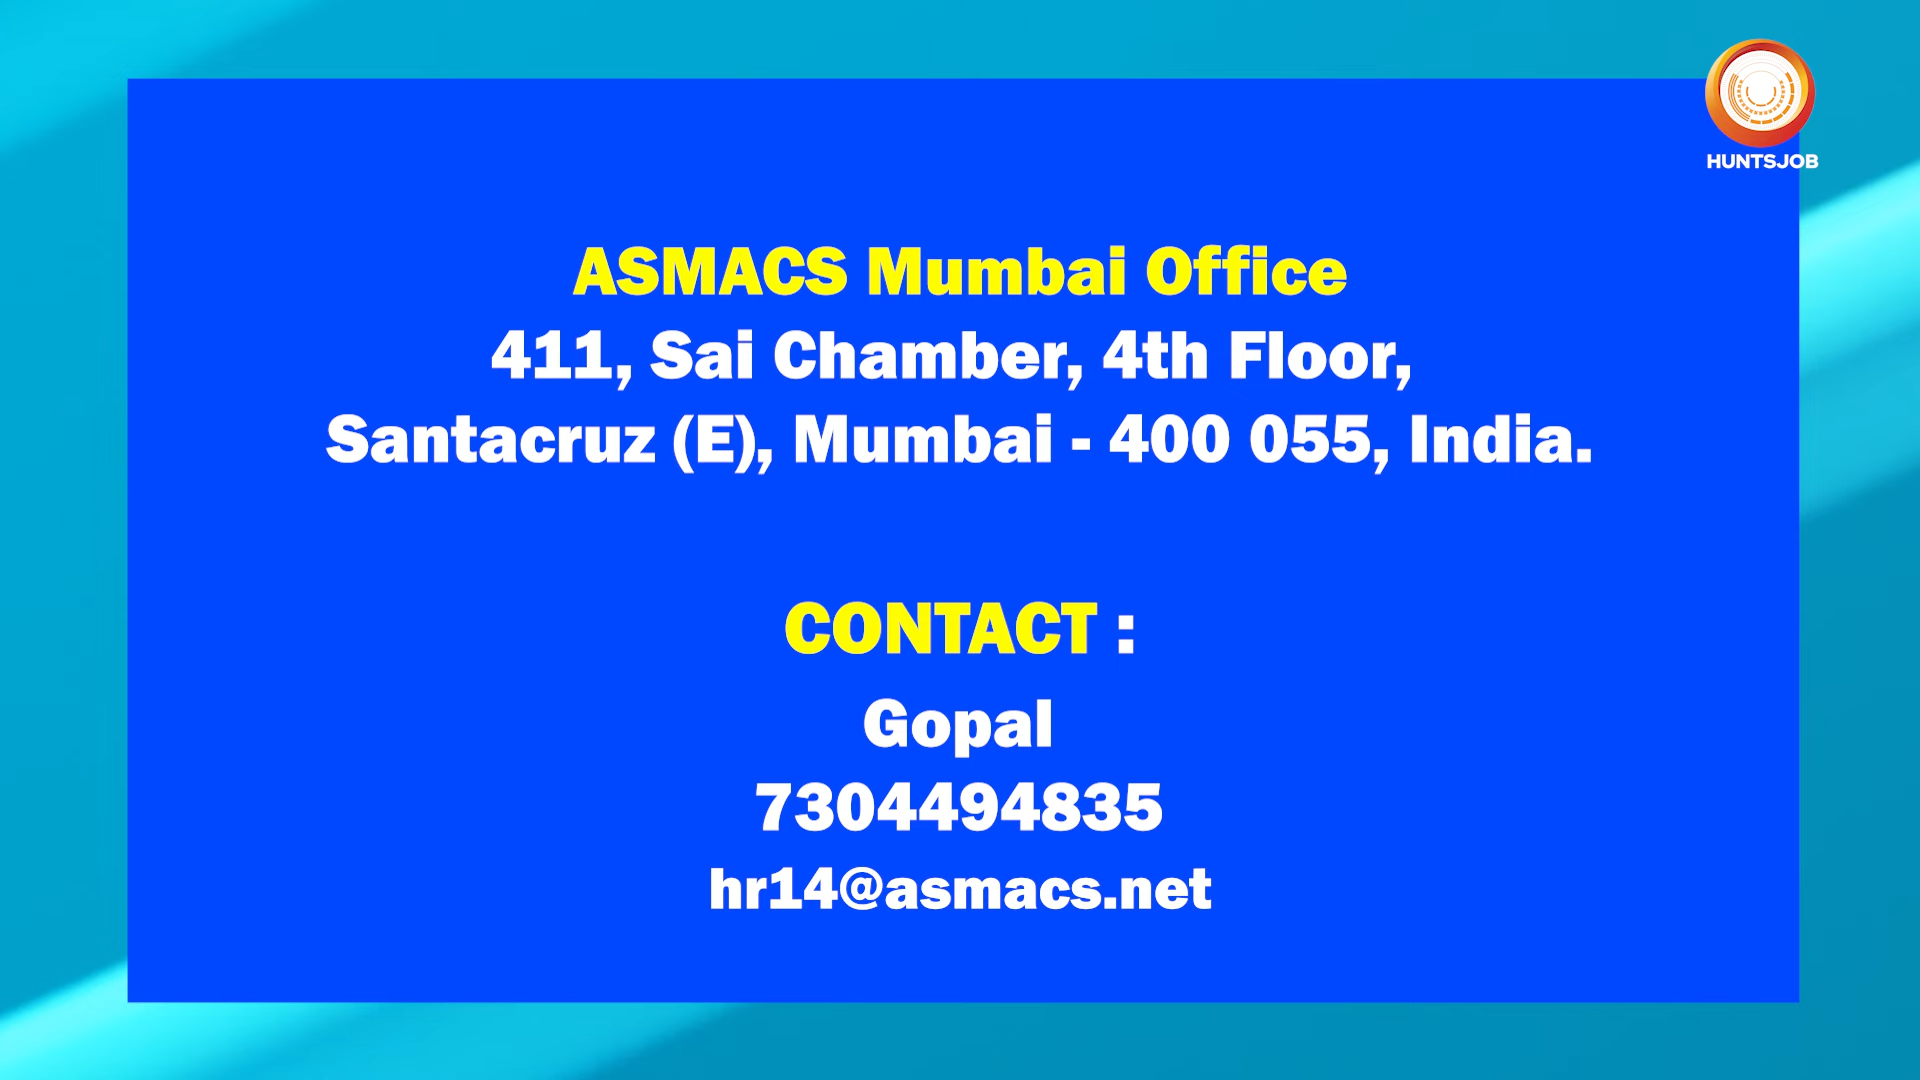 HUNTSJOB
ASMACS Mumbai Office
411, Sai Chamber, 4th Floor,
Santacruz (E), Mumbai - 400 055, India.
CONTACT :
Gopal
7304494835
hr14@asmacs.net